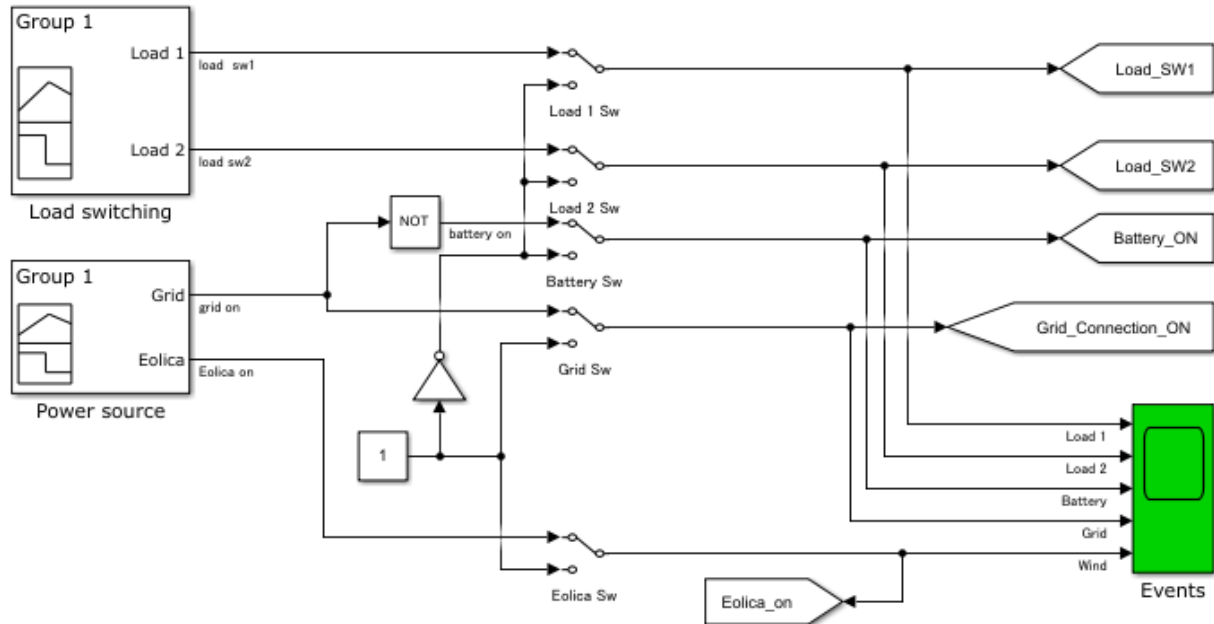 Group 1
Load 1
load sw1
Load 2
load sw2
Load switching
Load 1 Sw
Load_SW1
Load 2 Sw
Load_SW2
NOT
battery on
Battery Sw
Battery_ON
Group 1
Grid
grid on
Eolica
Eolica on
Power source
Grid Sw
Grid_Connection_ON
1
Load 1
Load 2
Battery
Grid
Wind
Events
Eolica Sw
Eolica_on